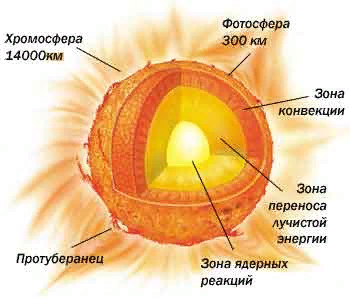 Хромосфера
14000км
Фотосфера
300 км
Зона
конвекции
Зона
переноса
лучистой
энергии
Зона ядерных
реакций
Протуберанец